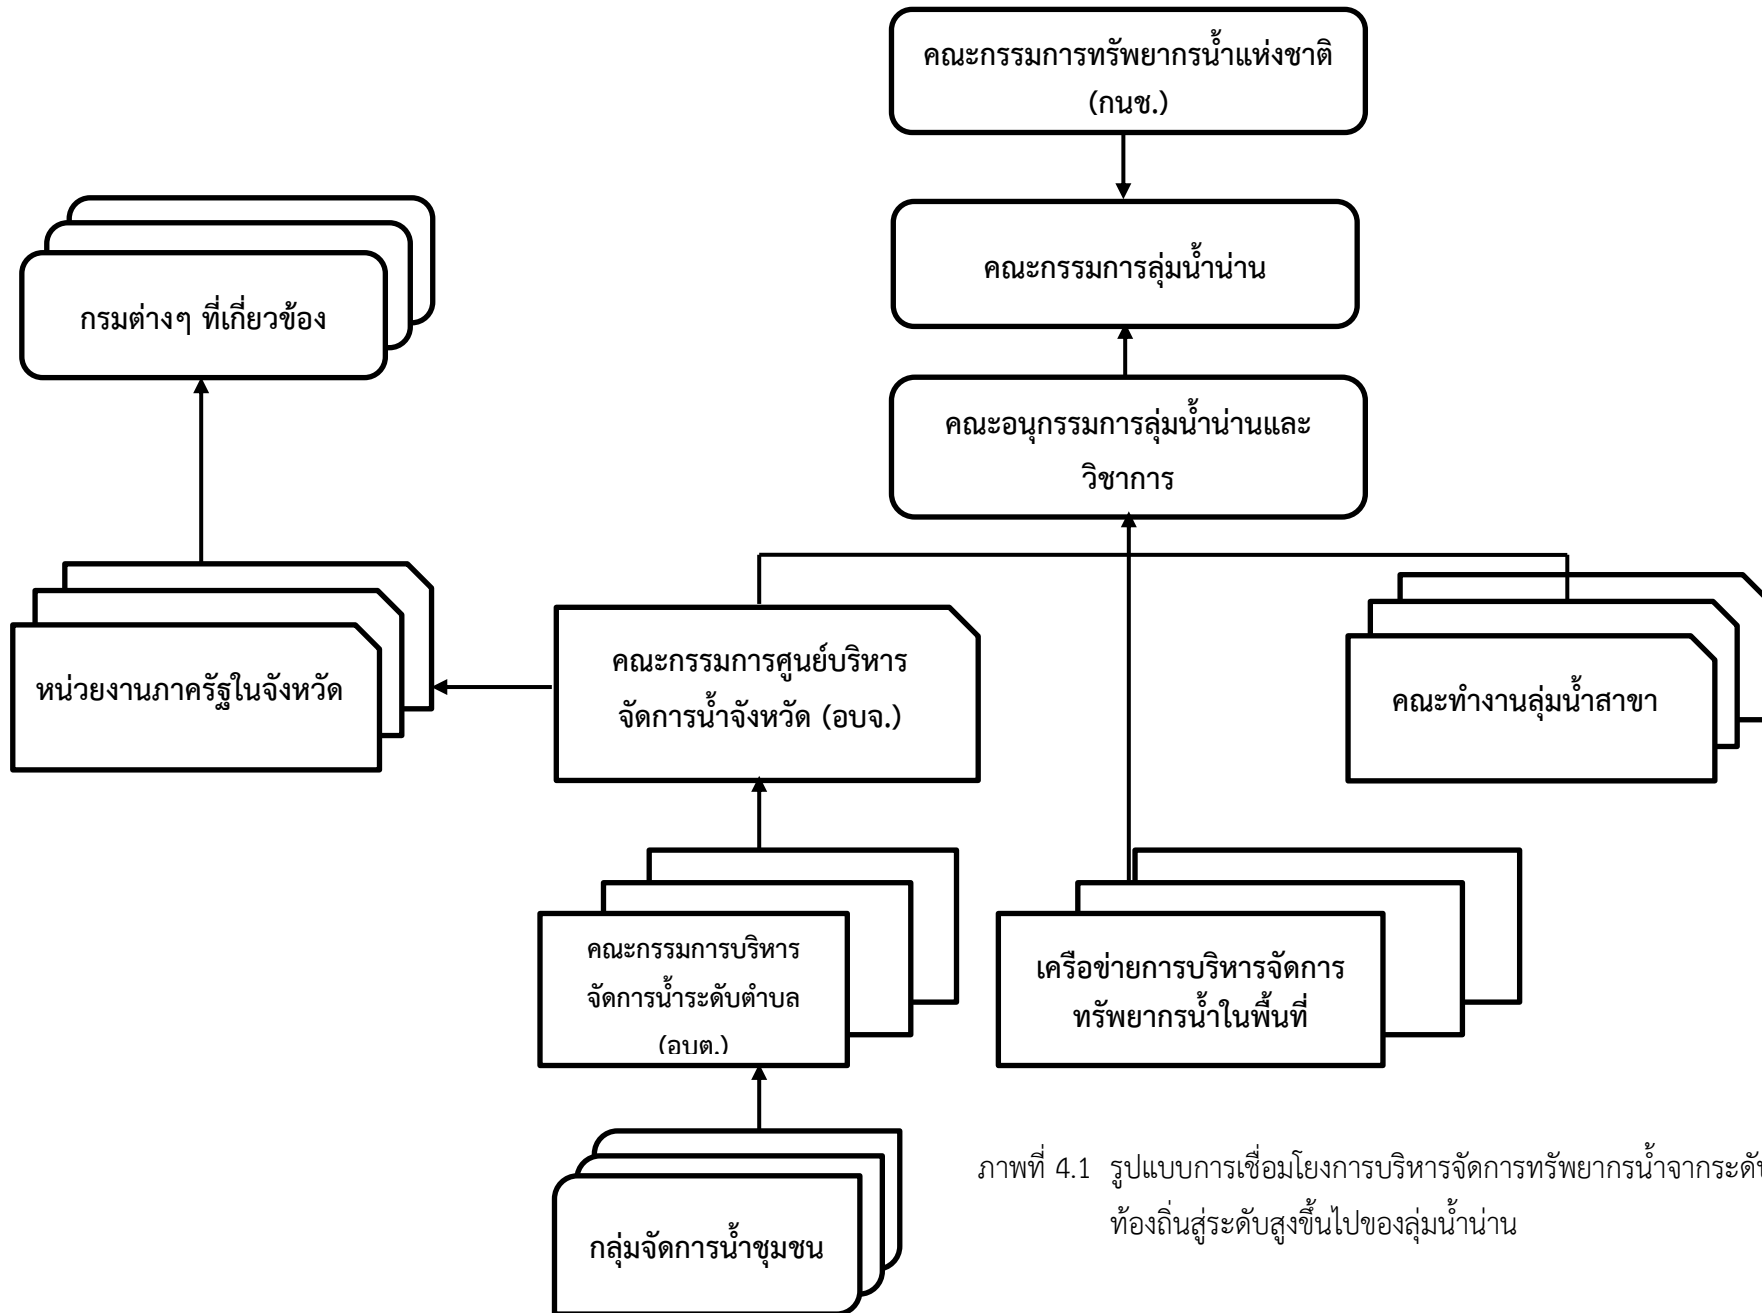 คณะกรรมการทรัพยากรน้ำแห่งชาติ
(กนช.)
คณะกรรมการลุ่มน้ำน่าน
กรมต่างๆ ที่เกี่ยวข้อง
คณะอนุกรรมการลุ่มน้ำน่านและ
วิชาการ
หน่วยงานภาครัฐในจังหวัด
คณะกรรมการศูนย์บริหาร
จัดการน้ำจังหวัด (อบจ.)
คณะทำงานลุ่มน้ำสาขา
คณะกรรมการบริหาร
จัดการน้ำระดับตำบล
(อบต.)
เครือข่ายการบริหารจัดการ
ทรัพยากรน้ำในพื้นที่
กลุ่มจัดการน้ำชุมชน
ภาพที่ 4.1 รูปแบบการเชื่อมโยงการบริหารจัดการทรัพยากรน้ำจากระดับ
ท้องถิ่นสู่ระดับสูงขึ้นไปของลุ่มน้ำน่าน